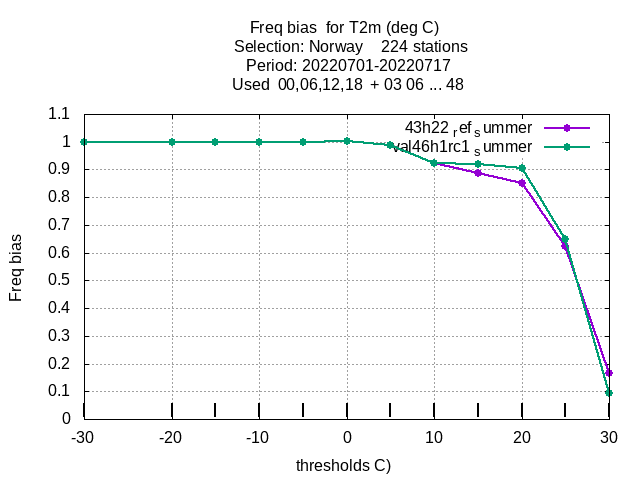 Freq bias  for T2m (deg C)
Selection: Norway    224 stations
Period: 20220701-20220717
Used  00,06,12,18  + 03 06 ... 48
43h22ref_summer
val46h1rc1summer
1.1
1
0.9
0.8
0.7
0.6
0.5
0.4
0.3
0.2
0.1
0
Freq bias
-30
-20
-10
0
10
20
30
thresholds C)